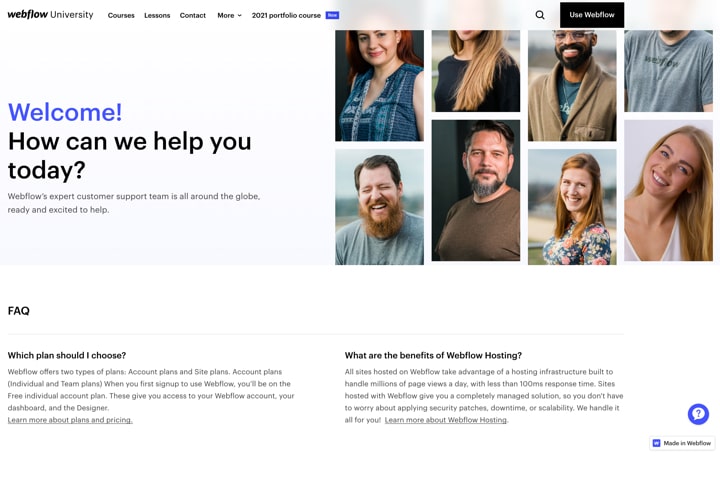 webflow University Courses Lessons Contact More 2021 portfolio course New Use Webflow
webflow
Welcome!
How can we help you
today?
Webflow's expert customer support team is all around the globe,
ready and excited to help.
FAQ
Which plan should I choose?
Webflow offers two types of plans: Account plans and Site plans. Account plans
(Individual and Team plans) When you first signup to use Webflow, you'll be on the
Free individual account plan. These give you access to your Webflow account, your
dashboard, and the Designer.
Learn more about plans and pricing.
What are the benefits of Webflow Hosting?
All sites hosted on Webflow take advantage of a hosting infrastructure built to
handle millions of page views a day, with less than 100ms response time. Sites
hosted with Webflow give you a completely managed solution, so you don't have
to worry about applying security patches, downtime, or scalability. We handle it
all for you! Learn more about Webflow Hosting.
?
W Made in Webflow